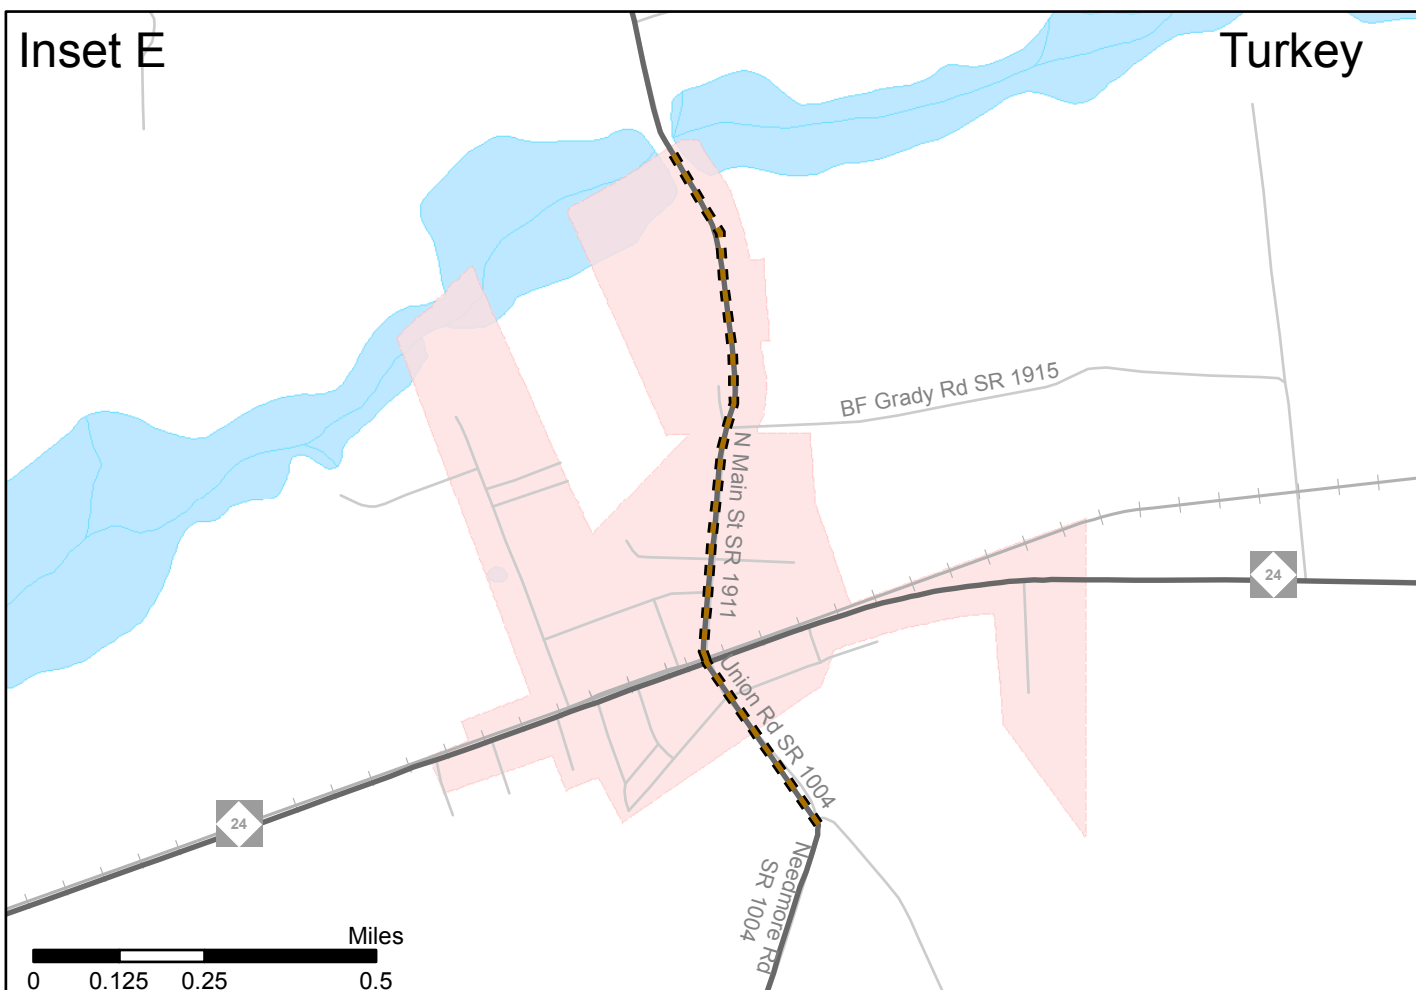 Inset E
Turkey
BF Grady Rd SR 1915
N Main St SR 1911
24
Union Rd SR 1004
24
Needmore Rd
SR 1004
Miles
0 0.125 0.25 0.5